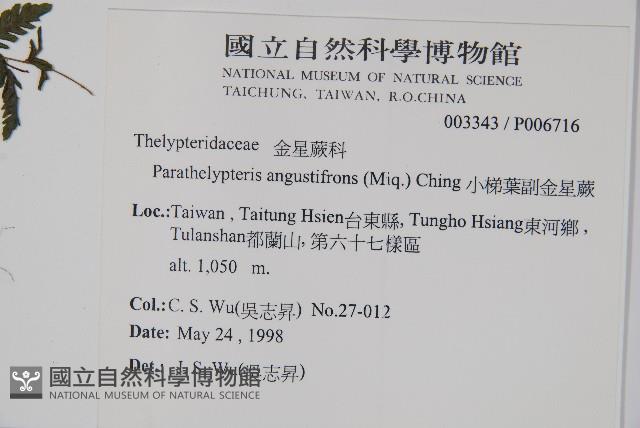 國立自然科學博物館
NATIONAL MUSEUM OF NATURAL SCIENCE
TAICHUNG, TAIWAN, R.O.CHINA
003343 / P006716
Thelypteridaceae 金星蕨科
Parathelypteris angustifrons (Miq.) Ching 小梯葉副金星蕨
Loc.:Taiwan , Taitung Hsien台東縣, Tungho Hsiang東河鄉 ,
Tulanshan都蘭山, 第六十七樣區
alt. 1,050 m.
Col.:C. S. Wu(吳志昇) No.27-012
Date: May 24 , 1998
Det.: J. S. Wu(吳志昇)
國立自然科學博物館
NATIONAL MUSEUM OF NATURAL SCIENCE